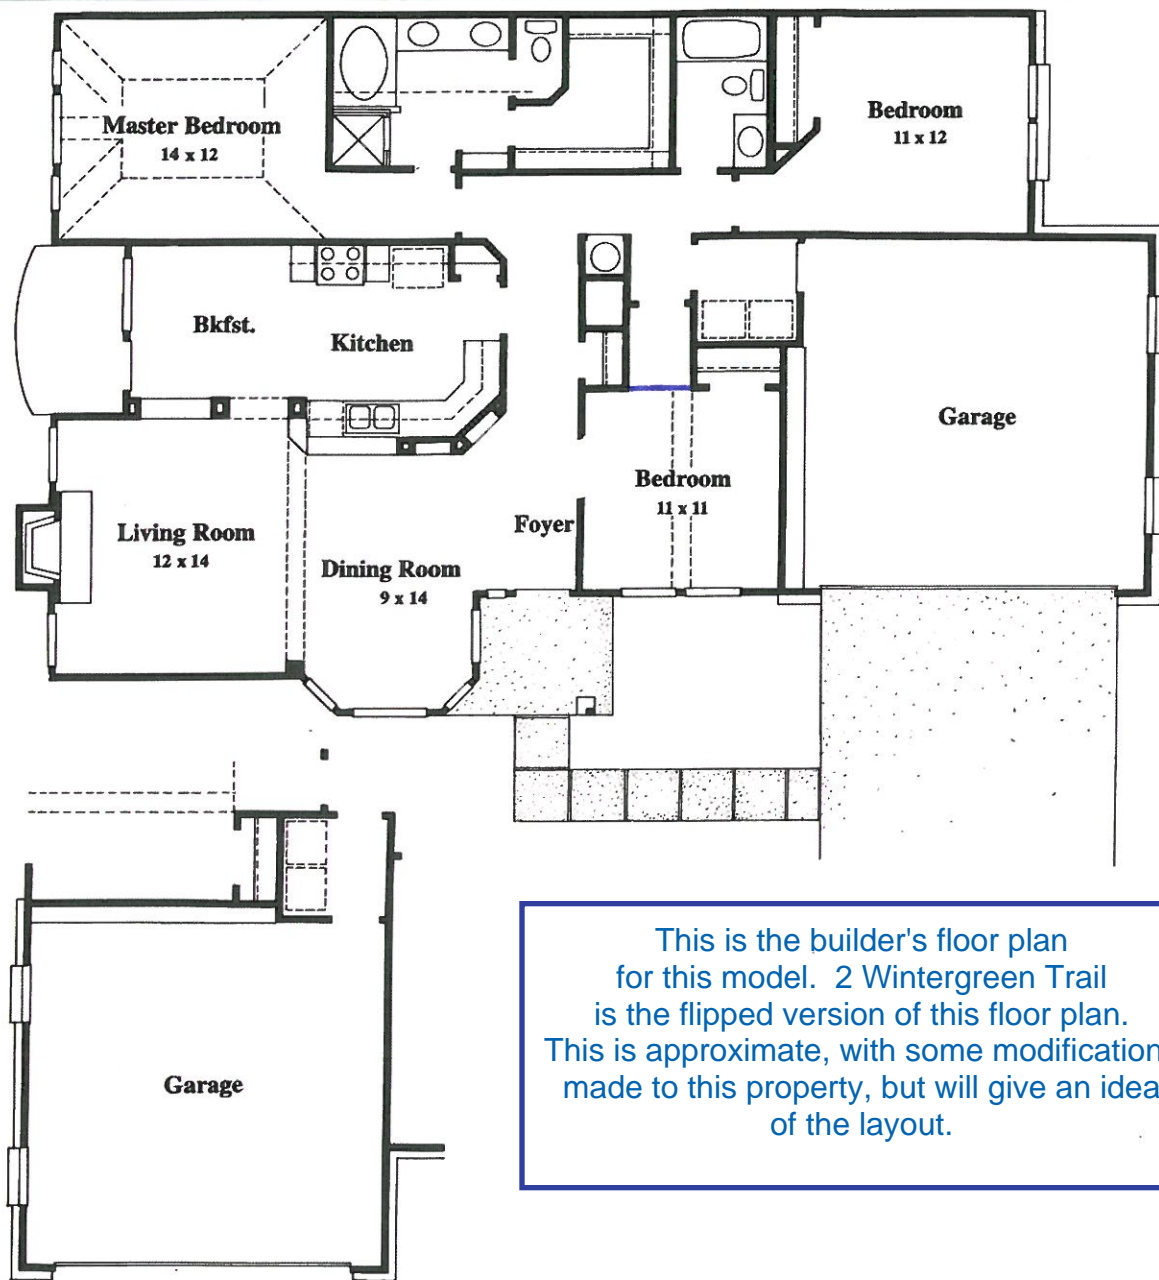 Master Bedroom
14 x 12
Bedroom
11 x 12
Bkfst.
Kitchen
Garage
Bedroom
11 x 11
Living Room
12 x 14
Foyer
Dining Room
9 x 14
Garage
This is the builder's floor plan
for this model. 2 Wintergreen Trail
is the flipped version of this floor plan.
This is approximate, with some modification
made to this property, but will give an idea
of the layout.